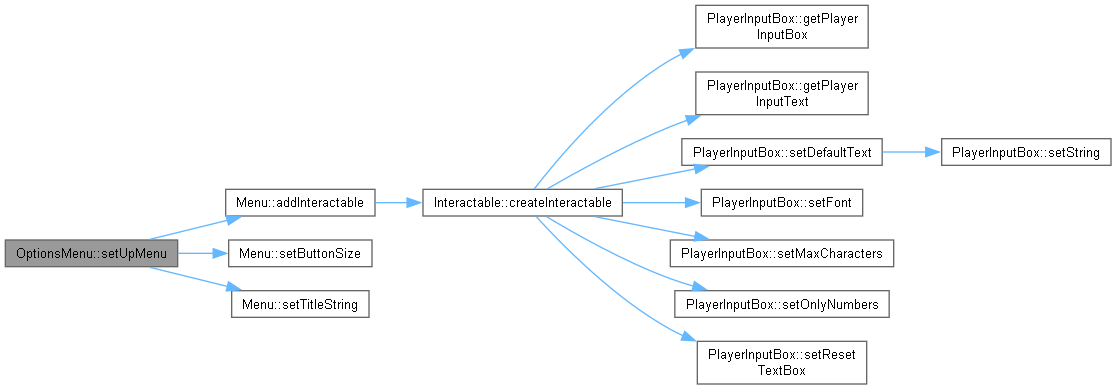 OptionsMenu::setUpMenu
Menu::addInteractable
Interactable::createInteractable
PlayerInputBox::getPlayer
InputBox
PlayerInputBox::getPlayer
InputText
PlayerInputBox::setDefaultText
PlayerInputBox::setString
PlayerInputBox::setFont
PlayerInputBox::setMaxCharacters
PlayerInputBox::setOnlyNumbers
PlayerInputBox::setReset
TextBox
Menu::setButtonSize
Menu::setTitleString